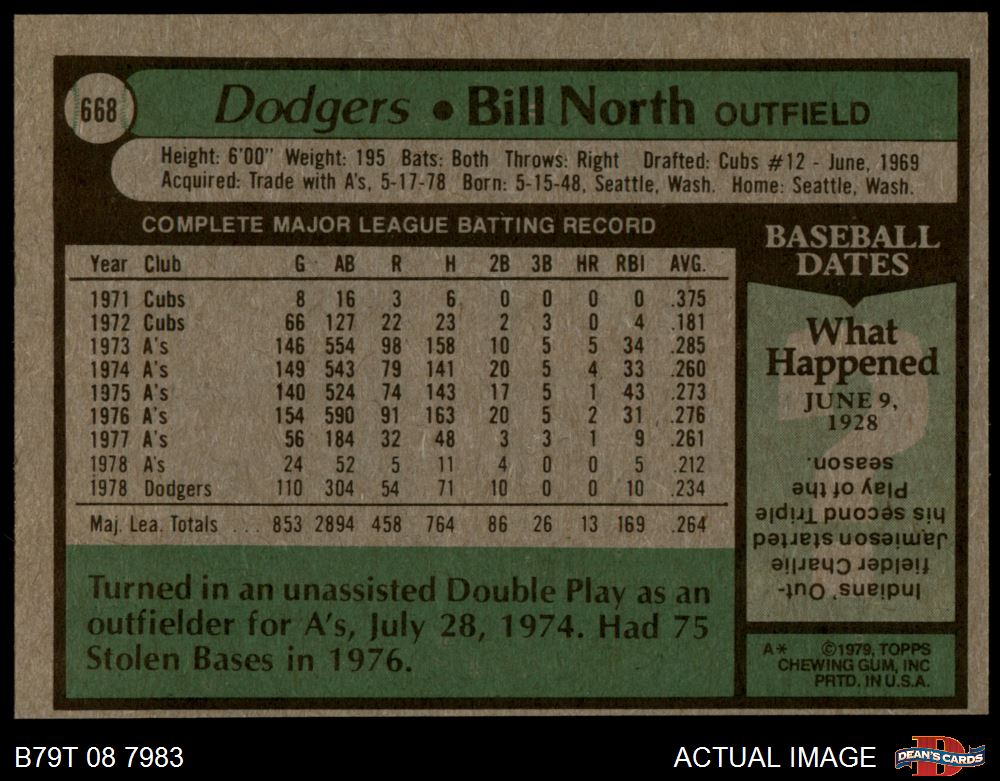 668
Dodgers • Bill North OUTFIELD
Height: 6'00" Weight: 195 Bats: Both Throws: Right Drafted: Cubs #12 - June, 1969
Acquired: Trade with A's, 5-17-78 Born: 5-15-48, Seattle, Wash. Home: Seattle, Wash.
COMPLETE MAJOR LEAGUE BATTING RECORD
Year Club G AB R H 2B 3B HR RBI AVG.
1971 Cubs 8 16 3 6 0 0 0 0 .375
1972 Cubs 66 127 22 23 2 3 0 4 .181
1973 A's 146 554 98 158 10 5 5 34 .285
1974 A's 149 543 79 141 20 5 4 33 .260
1975 A's 140 524 74 143 17 5 1 43 .273
1976 A's 154 590 91 163 20 5 2 31 .276
1977 A's 56 184 32 48 3 3 1 9 .261
1978 A's 24 52 5 11 4 0 0 5 .212
1978 Dodgers 110 304 54 71 10 0 0 10 .234
Maj. Lea. Totals ... 853 2894 458 764 86 26 13 169 .264
Turned in an unassisted Double Play as an
outfielder for A's, July 28, 1974. Had 75
Stolen Bases in 1976.
BASEBALL
DATES
What
Happened
JUNE 9,
1928
Indians' Out-
fielder Charlie
Jamieson started
his second Triple
Play of the
season.
A* ©1979, TOPPS
CHEWING GUM, INC
PRTD. IN U.S.A.
B79T 08 7983
ACTUAL IMAGE
D
DEAN'S CARDS